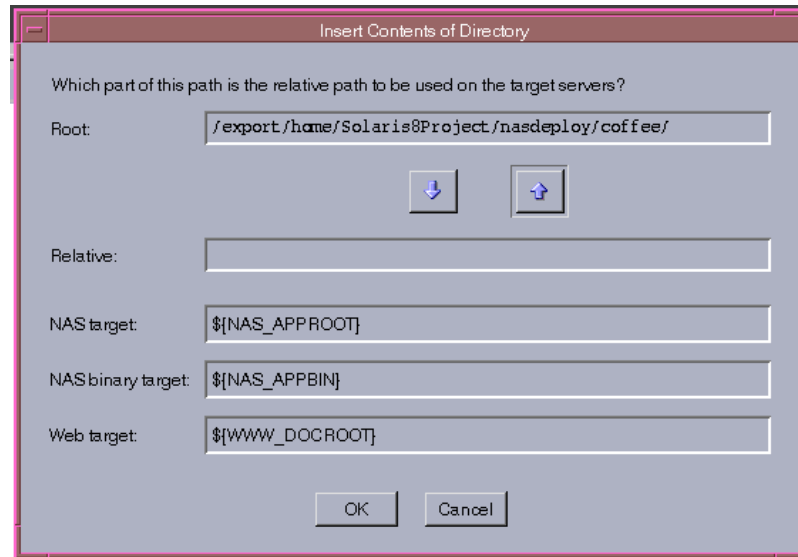 Insert Contents of Directory
Which part of this path is the relative path to be used on the target servers?
Root: /export/home/Solaris8Project/nasdeploy/coffee/
Relative:
NAS target: ${NAS_APPROOT}
NAS binary target: ${NAS_APPBIN}
Web target: ${WWW_DOCROOT}
OK Cancel